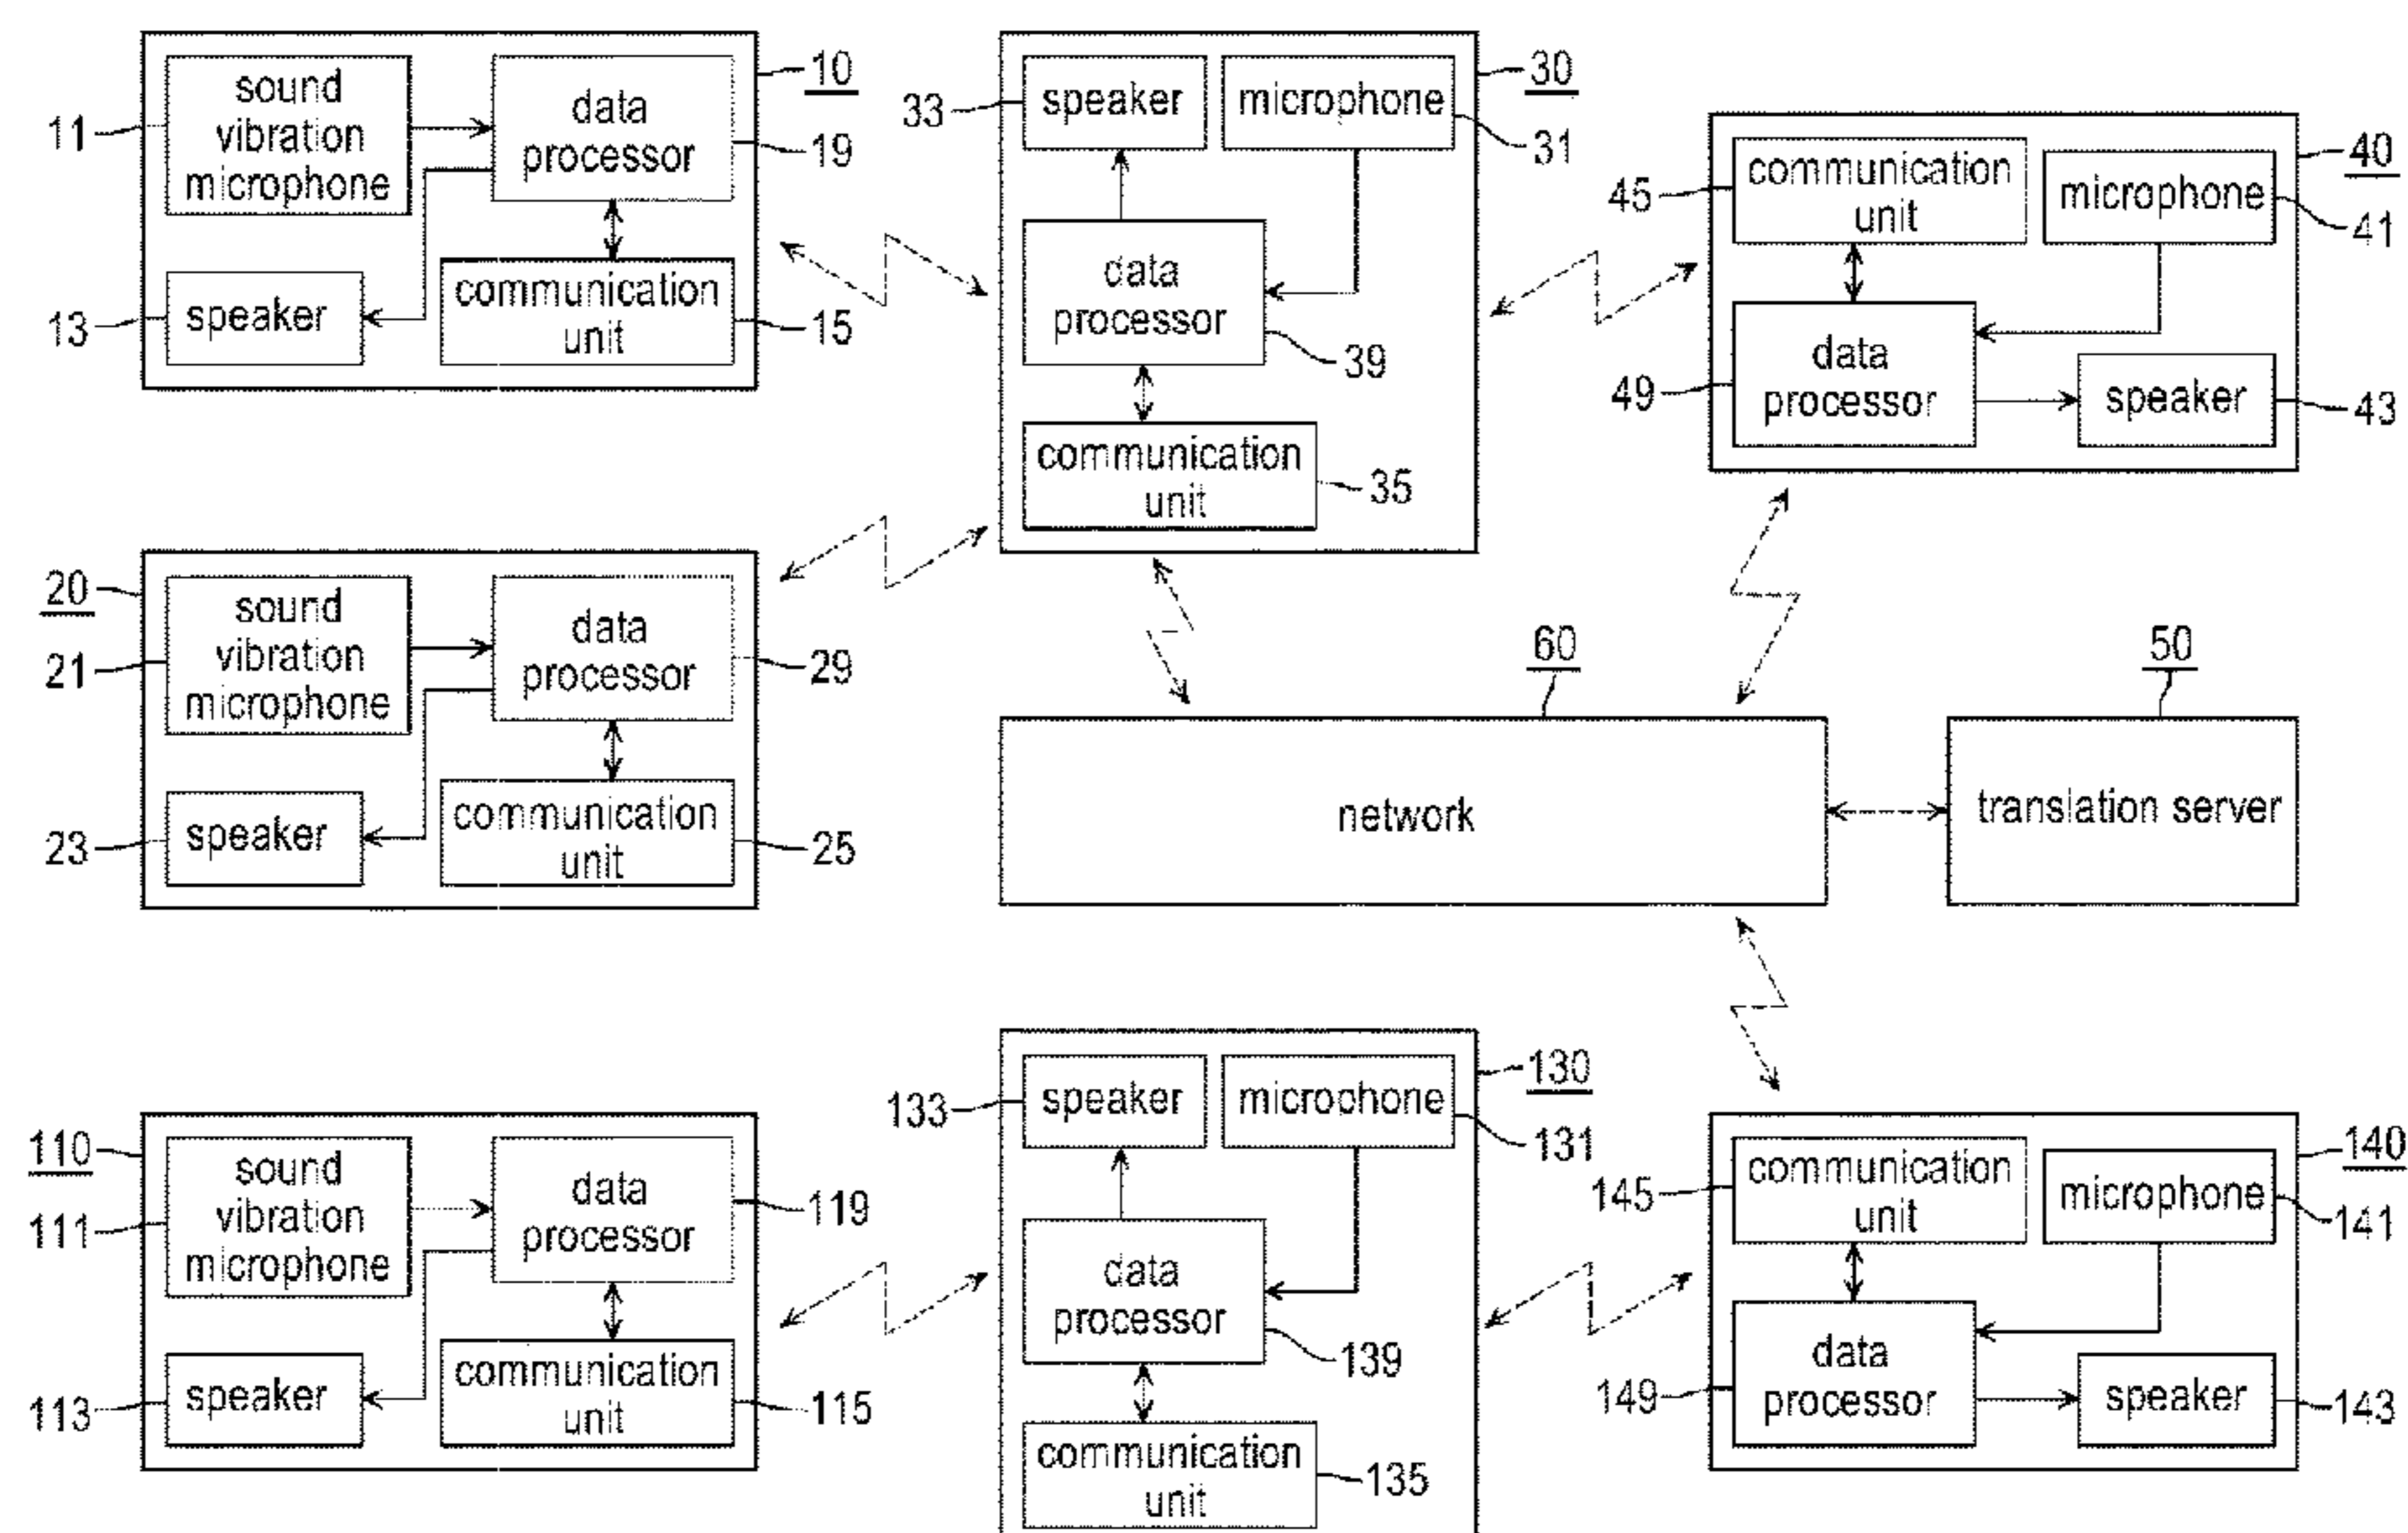 sound
vibration
microphone
data
processor
speaker
communication
unit
10
11
19
13
15
speaker
microphone
data
processor
communication
unit
30
33
31
39
35
communication
unit
microphone
data
processor
speaker
40
45
41
49
43
sound
vibration
microphone
data
processor
speaker
communication
unit
20
21
29
23
25
60
network
50
translation server
sound
vibration
microphone
data
processor
speaker
communication
unit
110
111
119
113
115
speaker
microphone
data
processor
communication
unit
130
133
131
139
135
communication
unit
microphone
data
processor
speaker
140
145
141
149
143